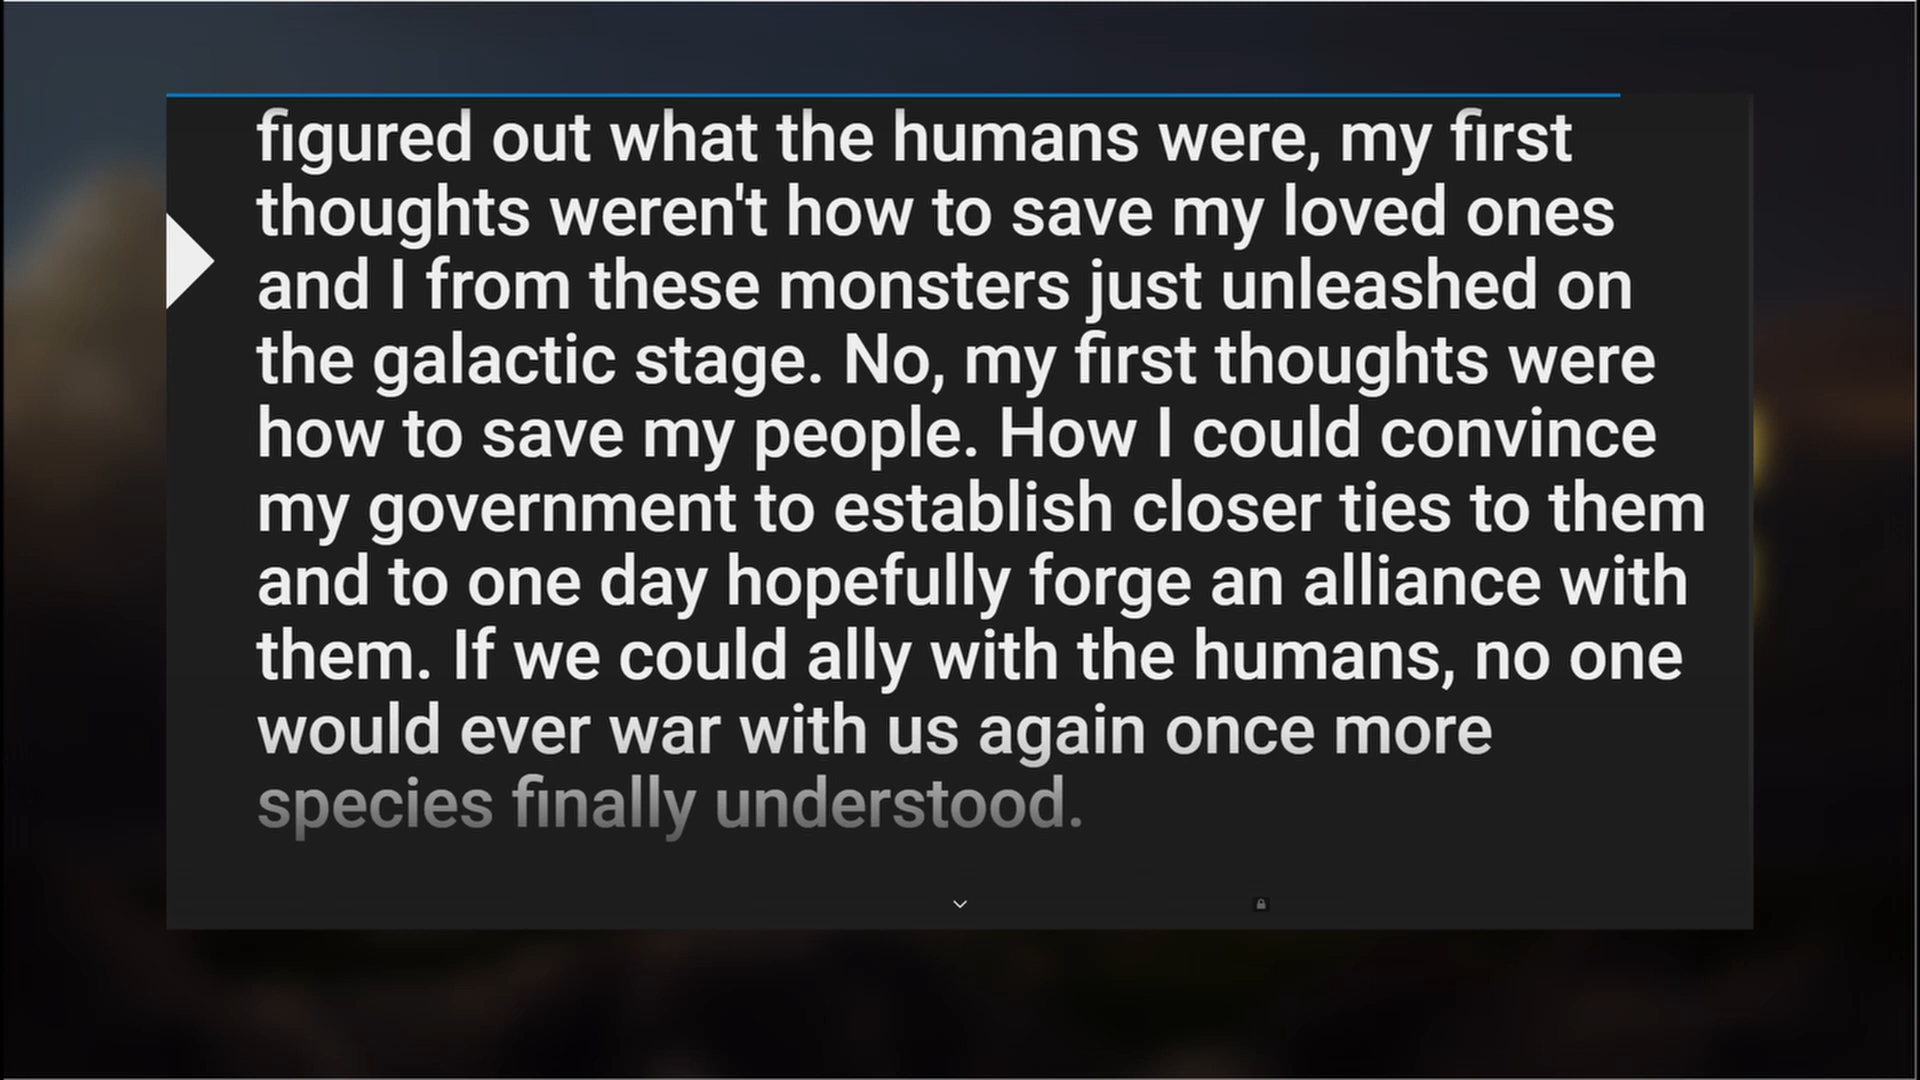 figured out what the humans were, my first
thoughts weren't how to save my loved ones
and I from these monsters just unleashed on
the galactic stage. No, my first thoughts were
how to save my people. How I could convince
my government to establish closer ties to them
and to one day hopefully forge an alliance with
them. If we could ally with the humans, no one
would ever war with us again once more
species finally understood.